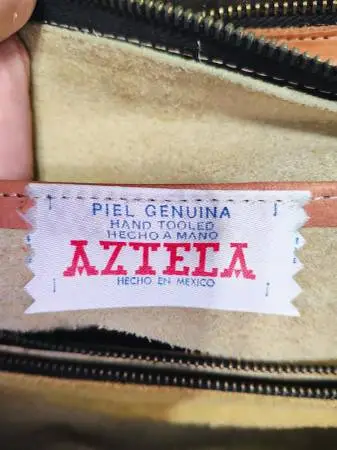 PIEL GENUINA
HAND TOOLED
HECHO A MANO
AZTECA
HECHO EN MEXICO